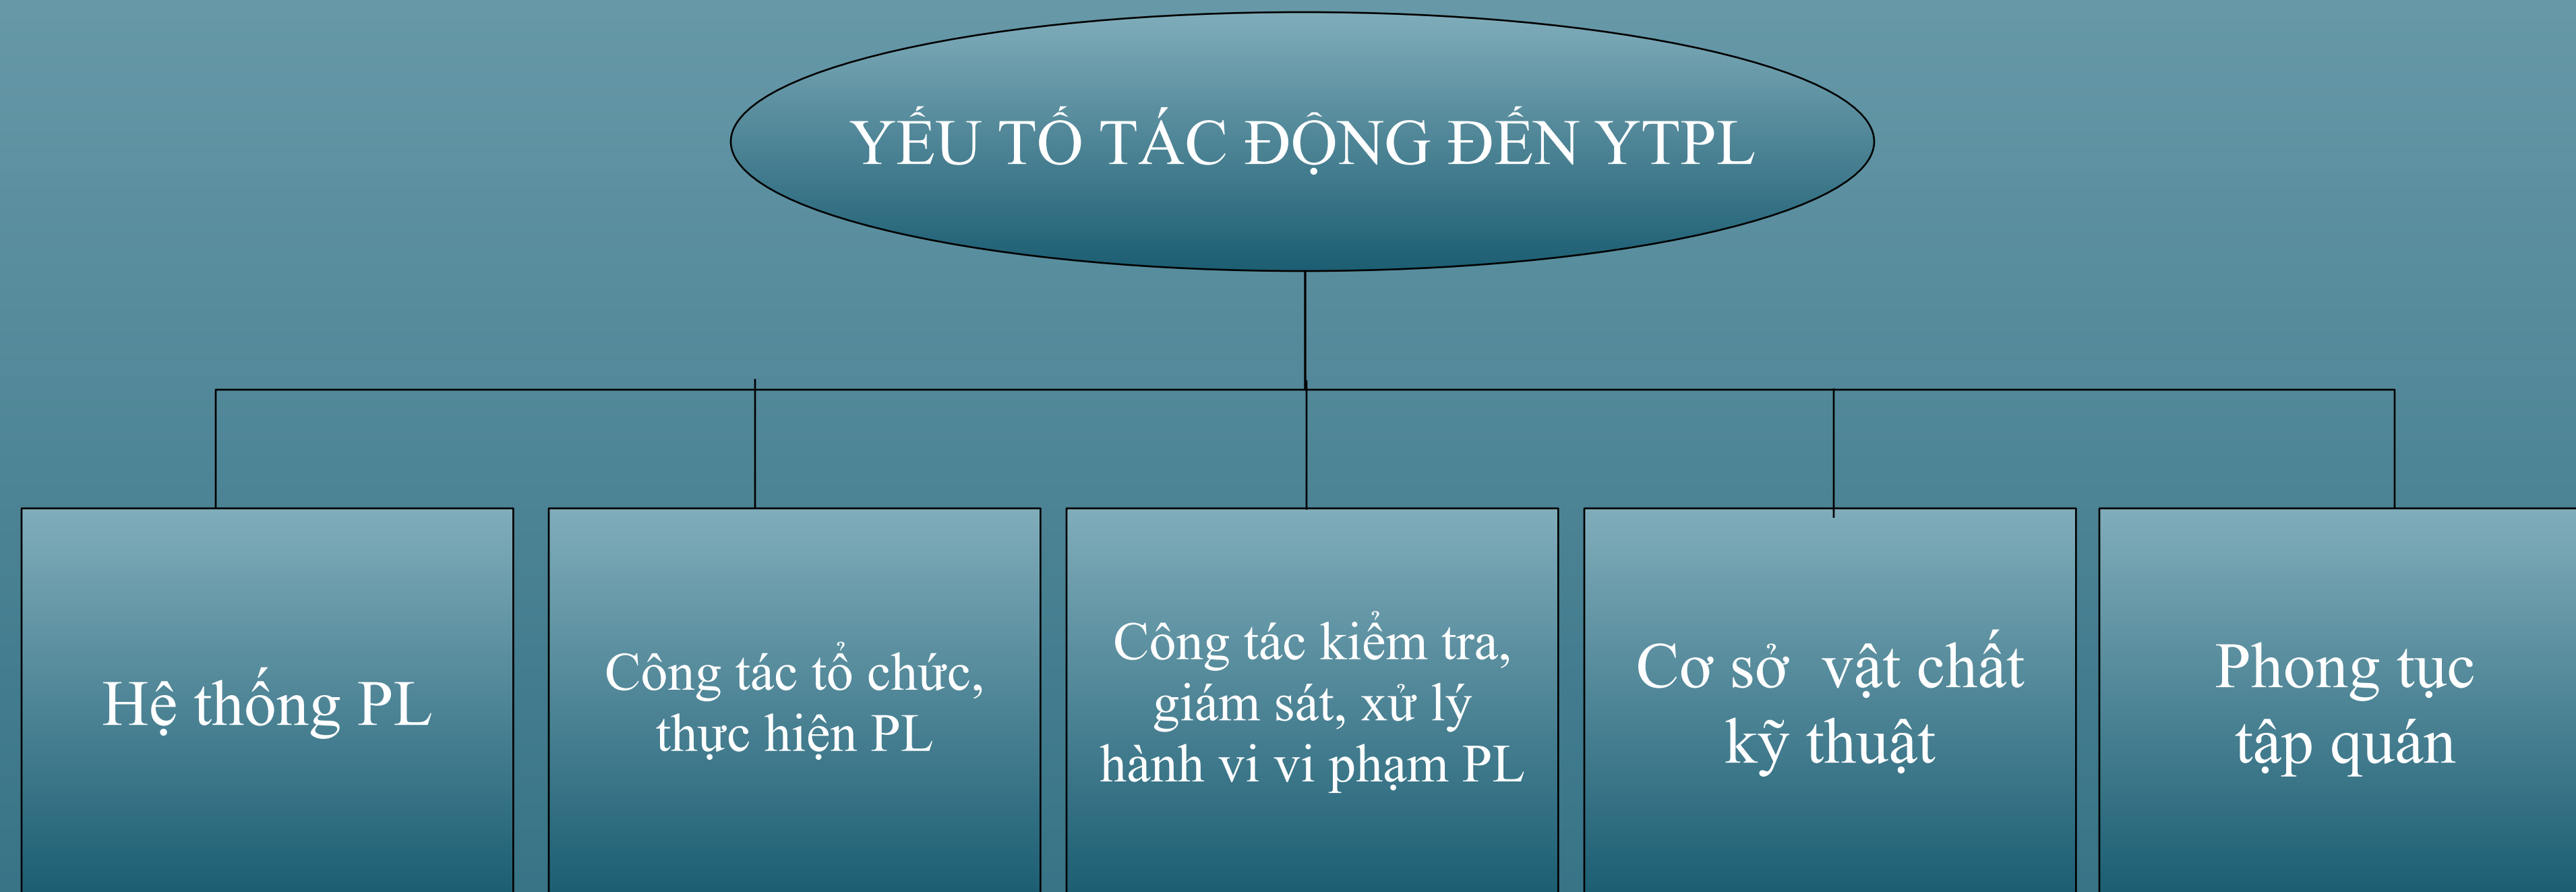 YẾU TỐ TÁC ĐỘNG ĐẾN YTPL
Hệ thống PL
Công tác tổ chức,
thực hiện PL
Công tác kiểm tra,
giám sát, xử lý
hành vi vi phạm PL
Cơ sở  vật chất
kỹ thuật
Phong tục
tập quán